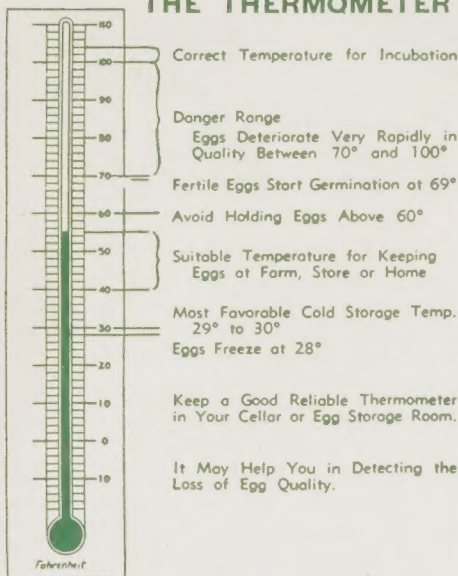 THE THERMOMETER
110
Correct Temperature for Incubation
100
90
Danger Range
Eggs Deteriorate Very Rapidly in
80
Quality Between 70° and 100°
70
Fertile Eggs Start Germination at 69°
60
Avoid Holding Eggs Above 60°
50
Suitable Temperature for Keeping
Eggs at Farm, Store or Home
40
Most Favorable Cold Storage Temp.
30
29° to 30°
Eggs Freeze at 28°
20
10
Keep a Good Reliable Thermometer
in Your Cellar or Egg Storage Room.
0
It May Help You in Detecting the
10
Loss of Egg Quality.
Fahrenheit